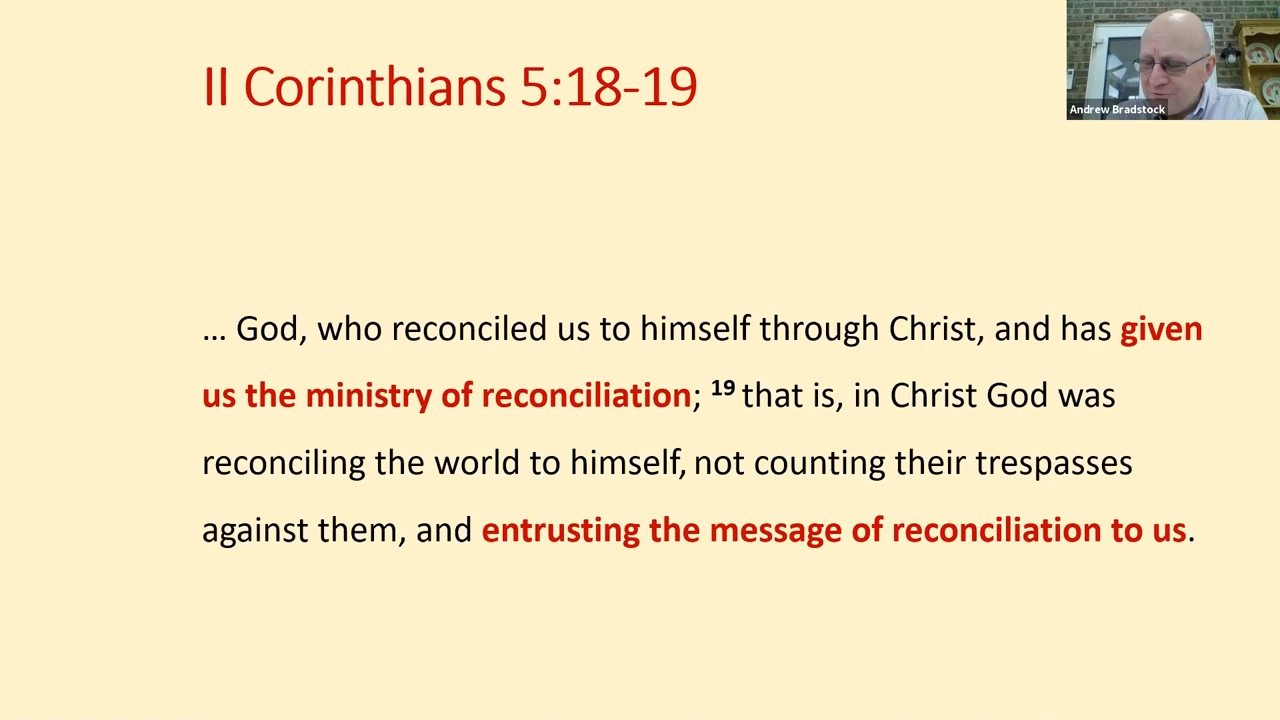 II Corinthians 5:18-19
Andrew Bradstock
… God, who reconciled us to himself through Christ, and has given
us the ministry of reconciliation; 19 that is, in Christ God was
reconciling the world to himself, not counting their trespasses
against them, and entrusting the message of reconciliation to us.